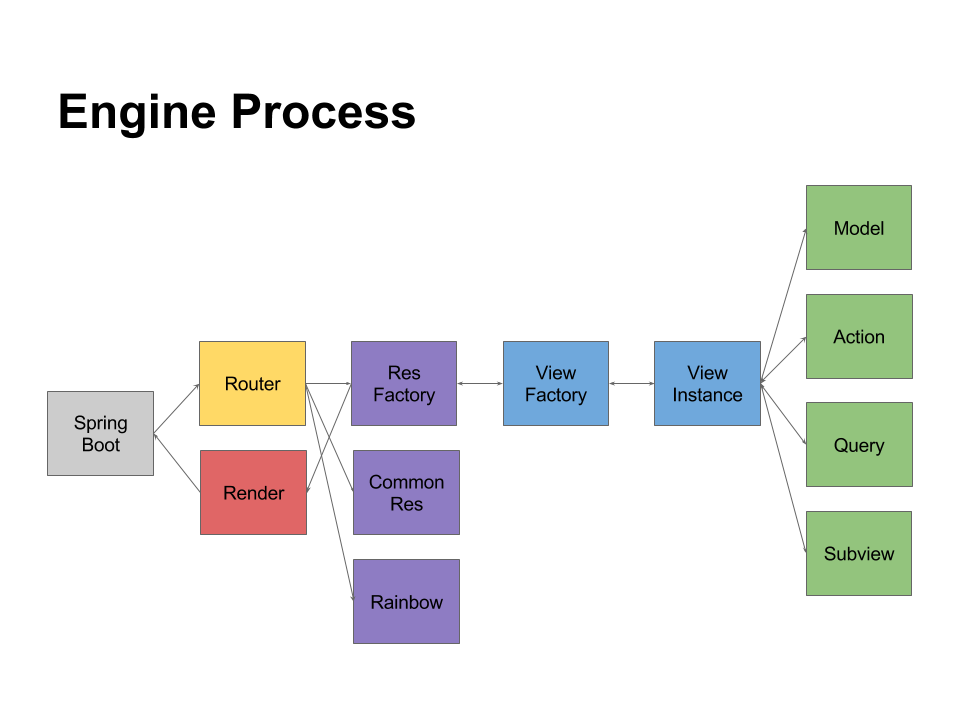 Engine Process
Model
Action
Router
Res
Factory
View
Factory
View
Instance
Spring
Boot
Query
Render
Common
Res
Subview
Rainbow